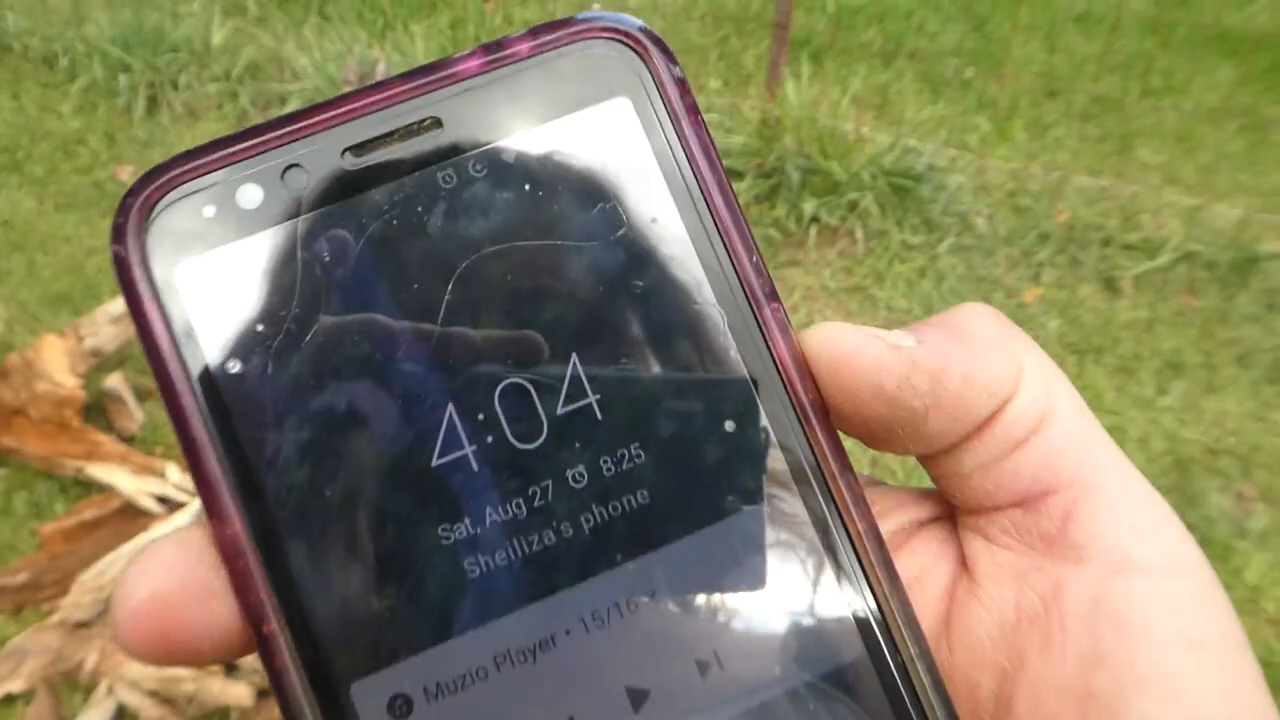 4:04
Sat, Aug 27 8:25
Sheiliza's phone
Muzio Player • 15/16